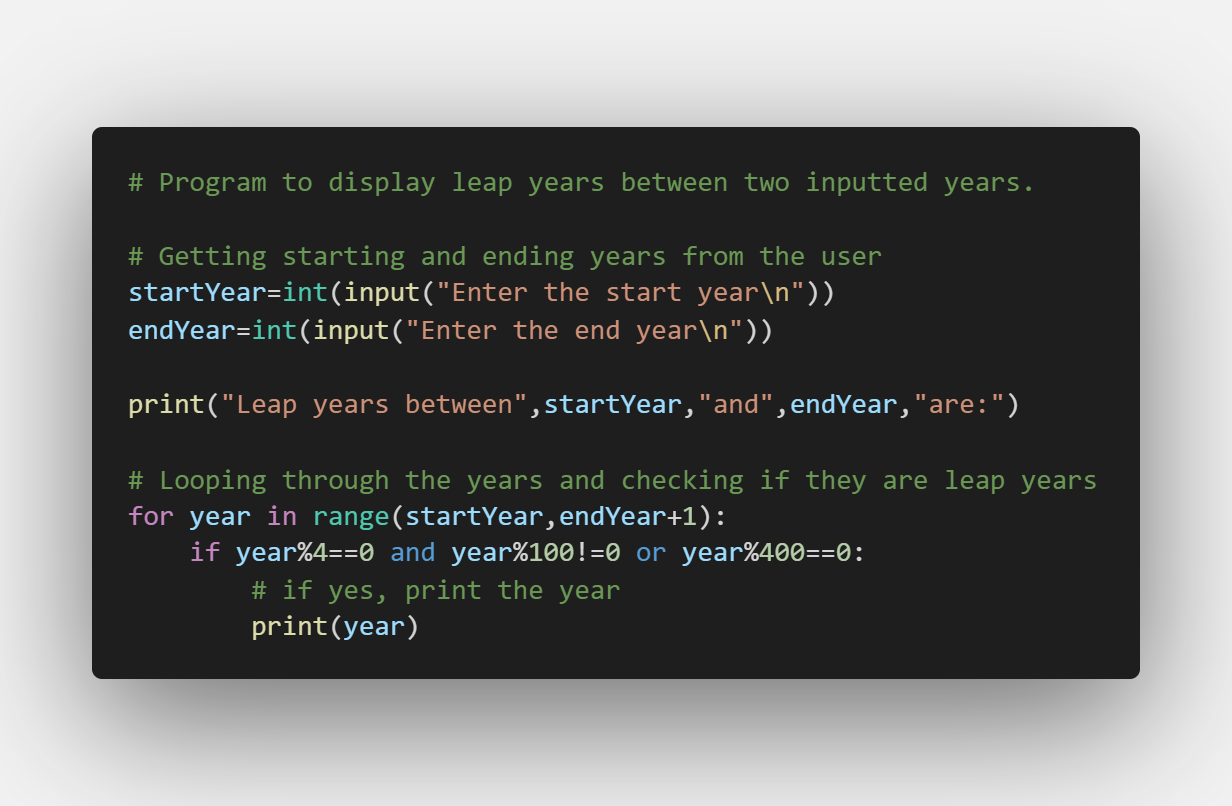 # Program to display leap years between two inputted years.

# Getting starting and ending years from the user
startYear=int(input("Enter the start year\n"))
endYear=int(input("Enter the end year\n"))

print("Leap years between",startYear,"and",endYear,"are:")

# Looping through the years and checking if they are leap years
for year in range(startYear,endYear+1):
    if year%4==0 and year%100!=0 or year%400==0:
        # if yes, print the year
        print(year)